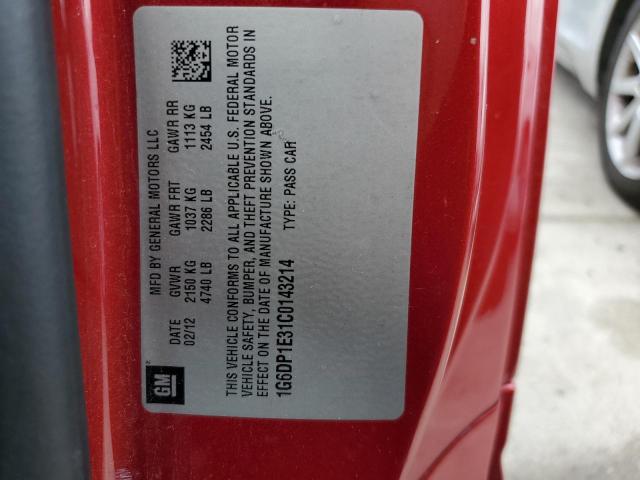 MFD BY GENERAL MOTORS LLC
DATE GVWR GAWR FRT GAWR RR
02/12 2150 KG 1037 KG 1113 KG
4740 LB 2286 LB 2454 LB
THIS VEHICLE CONFORMS TO ALL APPLICABLE U.S. FEDERAL MOTOR
VEHICLE SAFETY, BUMPER, AND THEFT PREVENTION STANDARDS IN
EFFECT ON THE DATE OF MANUFACTURE SHOWN ABOVE.
1G6DP1E31C0143214 TYPE: PASS CAR
GM